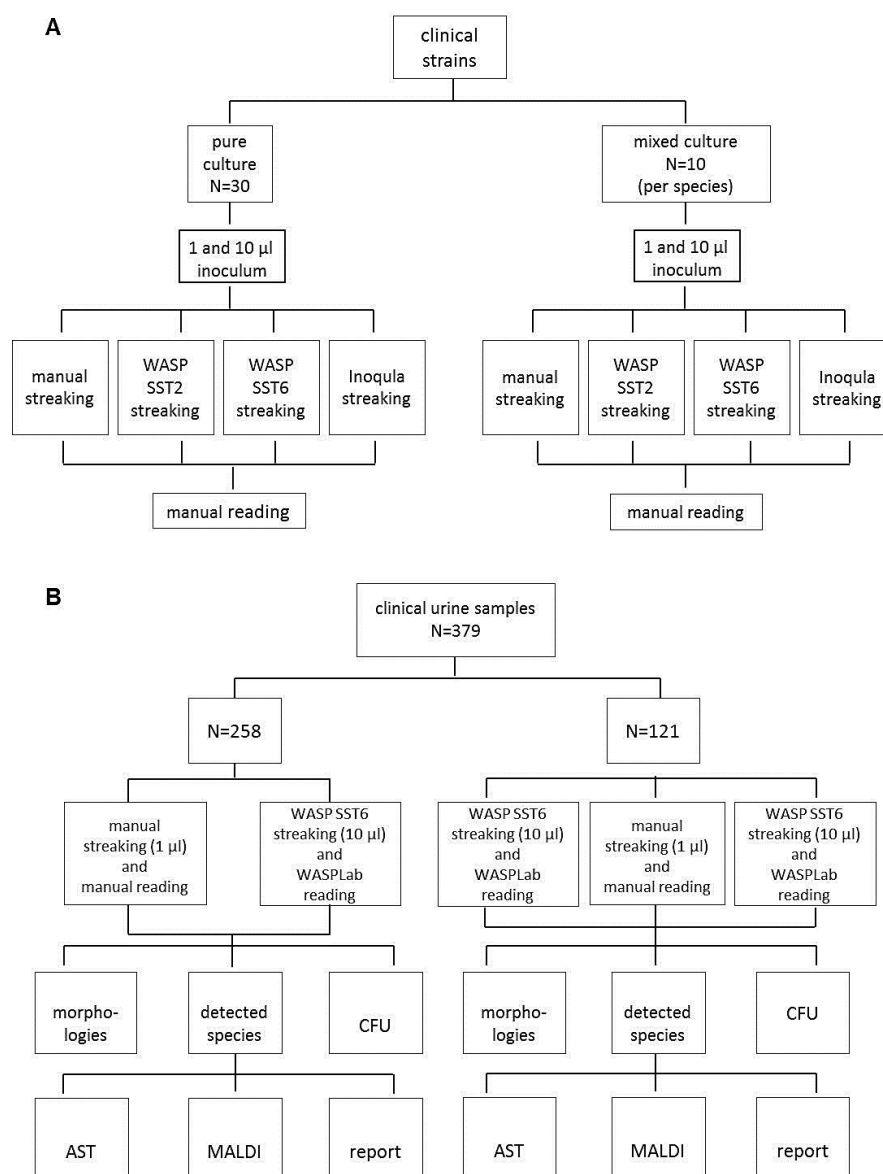 A
clinical
strains
pure
culture
N=30
mixed culture
N=10
(per species)
1 and 10 µl
inoculum
1 and 10 µl
inoculum
manual
streaking
WASP
SST2
streaking
WASP
SST6
streaking
Inoqula
streaking
manual
streaking
WASP
SST2
streaking
WASP
SST6
streaking
Inoqula
streaking
manual reading
manual reading
B
clinical urine samples
N=379
N=258
N=121
manual
streaking (1 µl)
and
manual reading
WASP SST6
streaking (10 µl)
and
WASPLab
reading
WASP SST6
streaking (10 µl)
and
WASPLab
reading
manual
streaking (1 µl)
and
manual reading
WASP SST6
streaking (10 µl)
and
WASPLab
reading
morpho-
logies
detected
species
CFU
morpho-
logies
detected
species
CFU
AST
MALDI
report
AST
MALDI
report